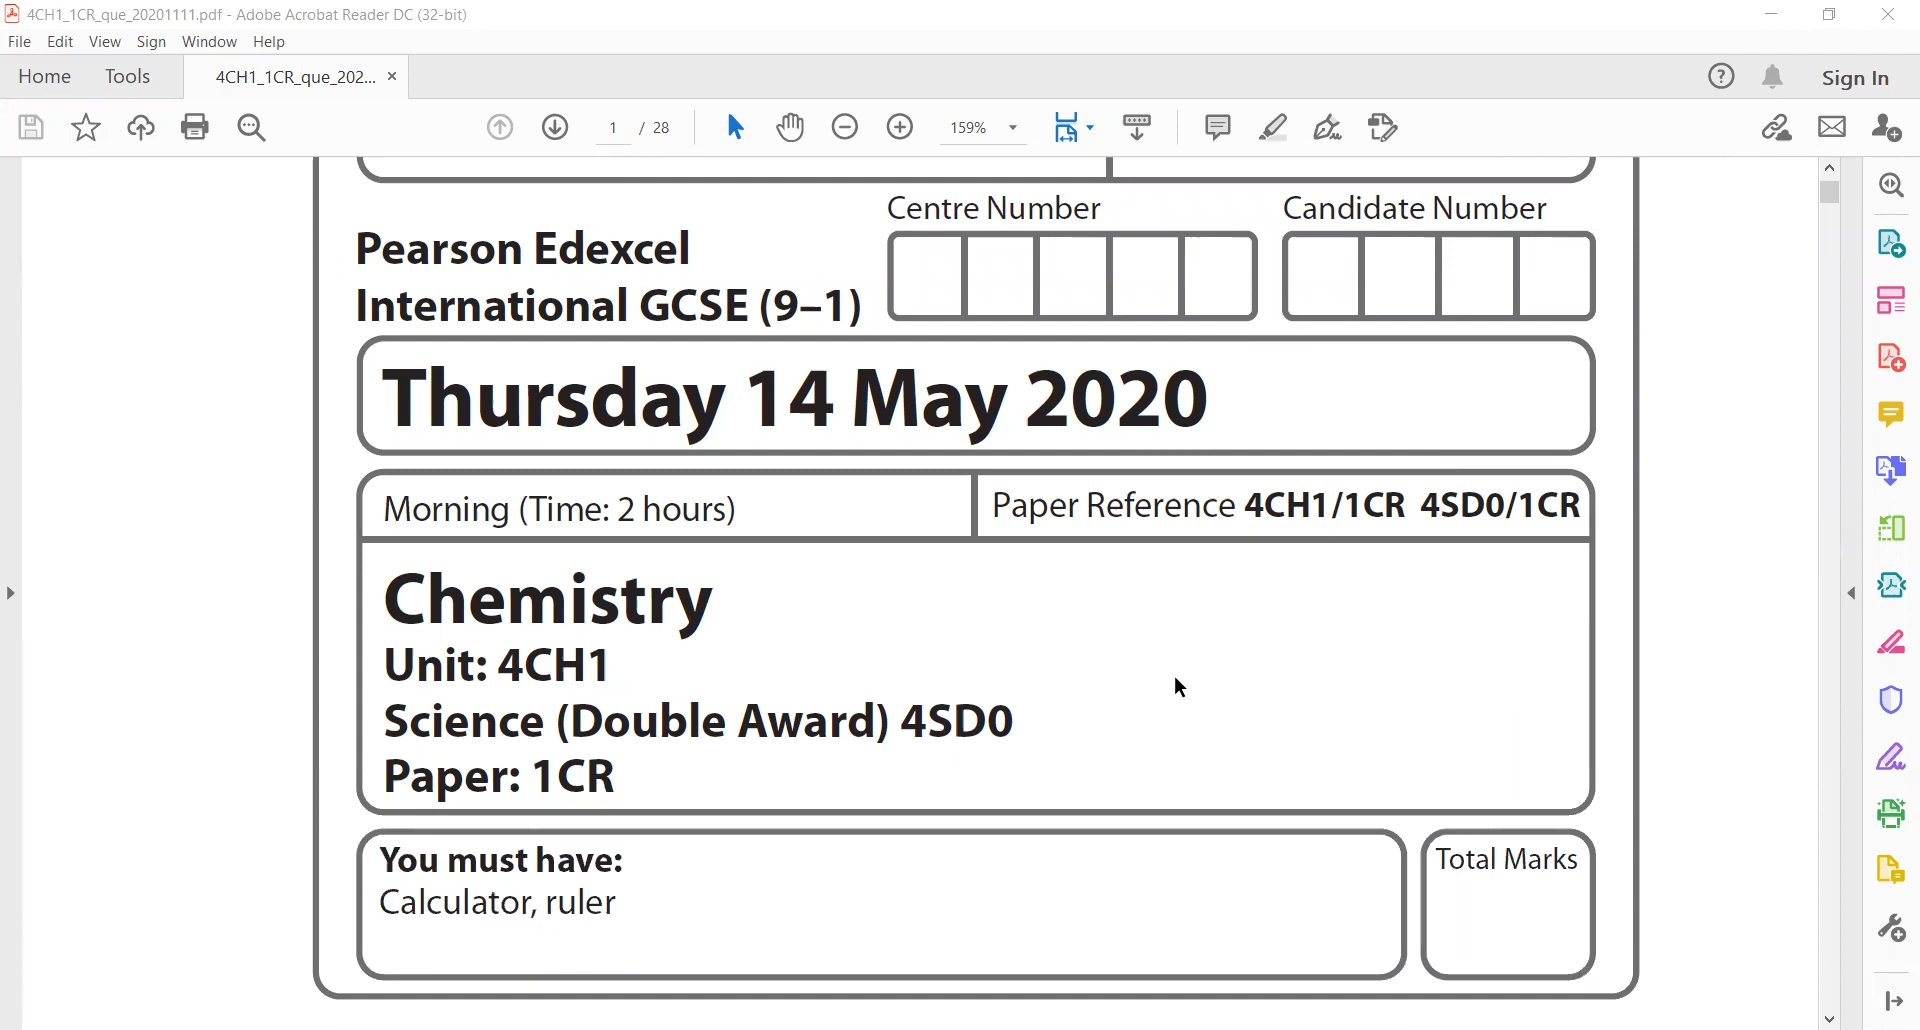 4CH1_1CR_que_20201111.pdf - Adobe Acrobat Reader DC (32-bit)
File Edit View Sign Window Help
Home Tools 4CH1_1CR_que_202... × Sign In
1 / 28 159%
Centre Number Candidate Number
Pearson Edexcel
International GCSE (9–1)
Thursday 14 May 2020
Morning (Time: 2 hours) Paper Reference 4CH1/1CR 4SD0/1CR
Chemistry
Unit: 4CH1
Science (Double Award) 4SD0
Paper: 1CR
You must have:
Calculator, ruler
Total Marks